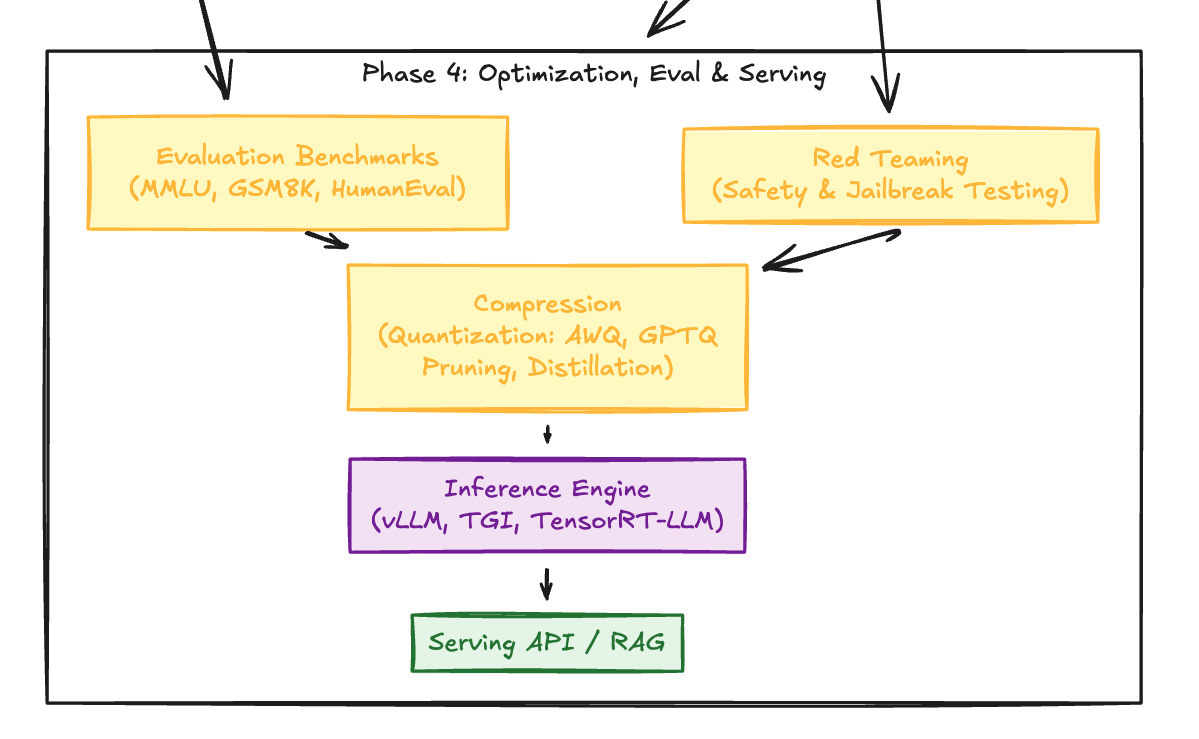 Phase 4: Optimization, Eval & Serving
Evaluation Benchmarks
(MMLU, GSM8K, HumanEval)
Red Teaming
(Safety & Jailbreak Testing)
Compression
(Quantization: AWQ, GPTQ
Pruning, Distillation)
Inference Engine
(vLLM, TGI, TensorRT-LLM)
Serving API / RAG